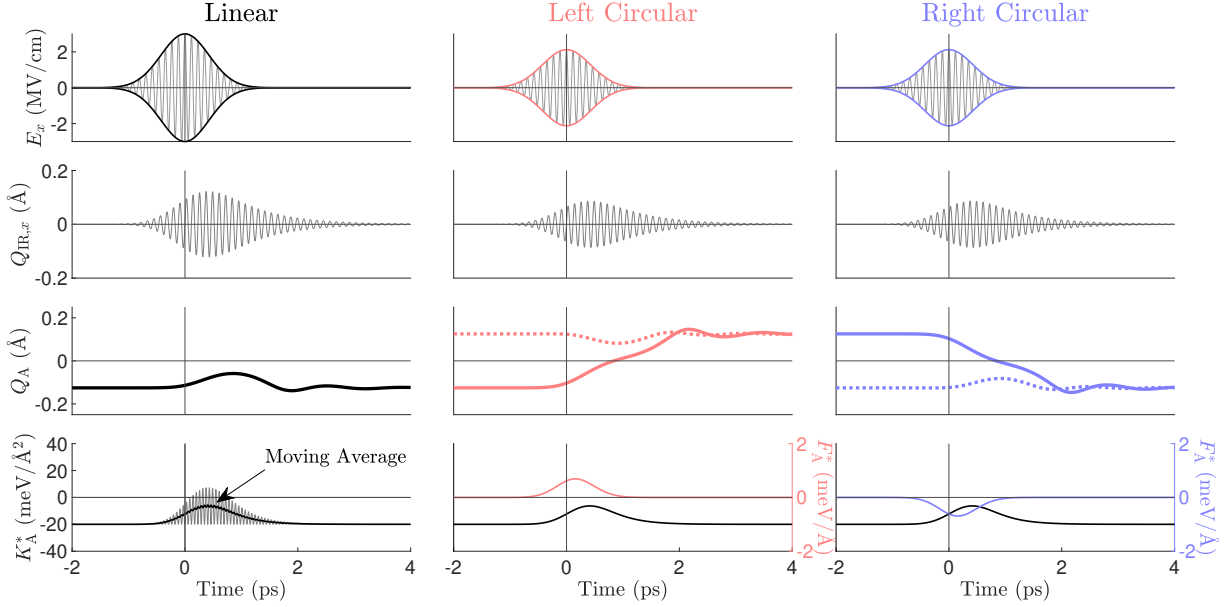 Linear
Left Circular
Right Circular
E_x (MV/cm)
2
0
-2
Q_IR,x (Å)
0.2
0
-0.2
Q_A (Å)
0.2
0
-0.2
K*_A (meV/Å²)
40
20
0
-20
-40
Moving Average
2
0
-2
F*_A (meV/Å)
2
0
-2
F*_A (meV/Å)
-2 0 2 4
-2 0 2 4
-2 0 2 4
Time (ps)
Time (ps)
Time (ps)